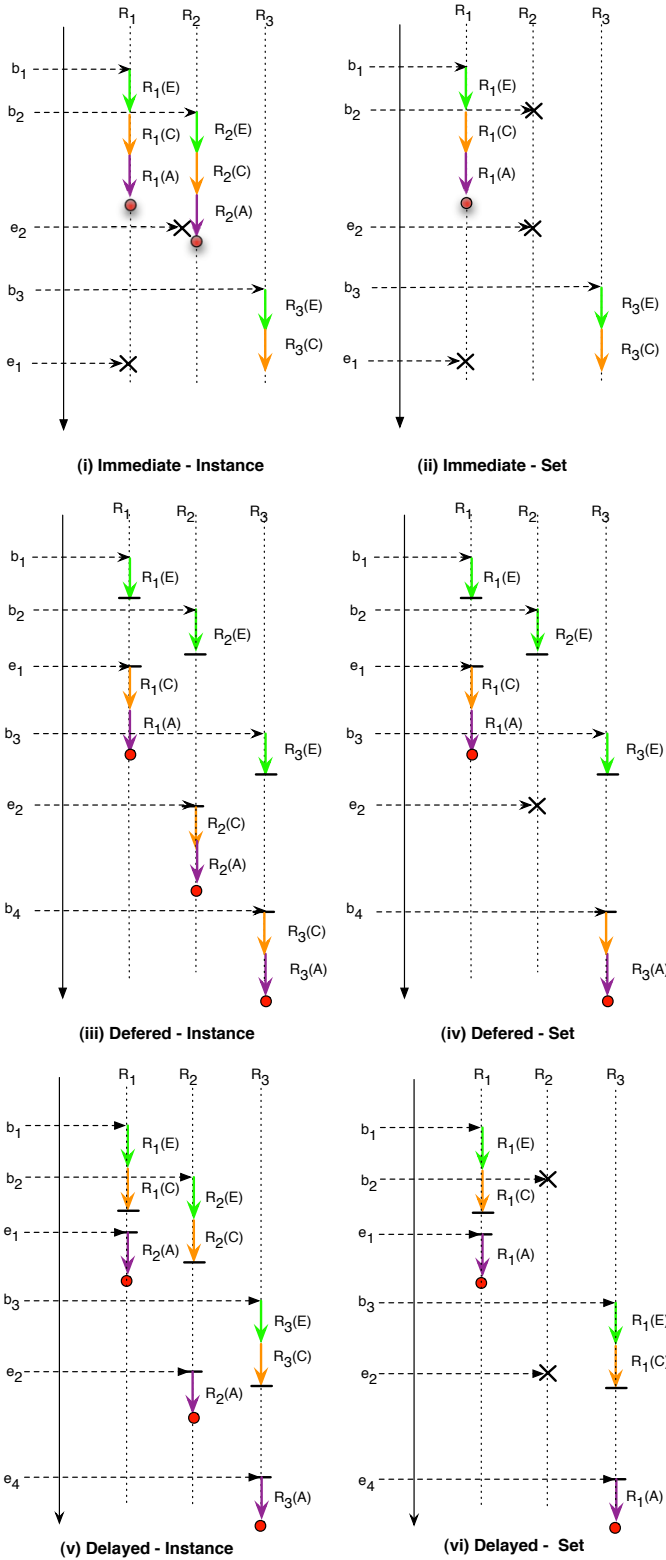 R1 R2 R3
b1
R1(E)
b2
R1(C) R2(E)
R1(A) R2(C)
R2(A)
e2
b3
R3(E)
R3(C)
e1
(i) Immediate - Instance
R1 R2 R3
b1
R1(E)
b2
R1(C)
R1(A)
e2
b3
R3(E)
R3(C)
e1
(ii) Immediate - Set
R1 R2 R3
b1
R1(E)
b2
R2(E)
e1
R1(C)
R1(A)
b3
R3(E)
e2
R2(C)
R2(A)
b4
R3(C)
R3(A)
(iii) Defered - Instance
R1 R2 R3
b1
R1(E)
b2
R2(E)
e1
R1(C)
R1(A)
b3
R3(E)
e2
b4
R3(A)
(iv) Defered - Set
R1 R2 R3
b1
R1(E)
b2
R1(C) R2(E)
e1
R2(A) R2(C)
b3
R3(E)
R3(C)
e2
R2(A)
e4
R3(A)
(v) Delayed - Instance
R1 R2 R3
b1
R1(E)
b2
R1(C)
e1
R1(A)
b3
R1(E)
R1(C)
e2
e4
R1(A)
(vi) Delayed - Set